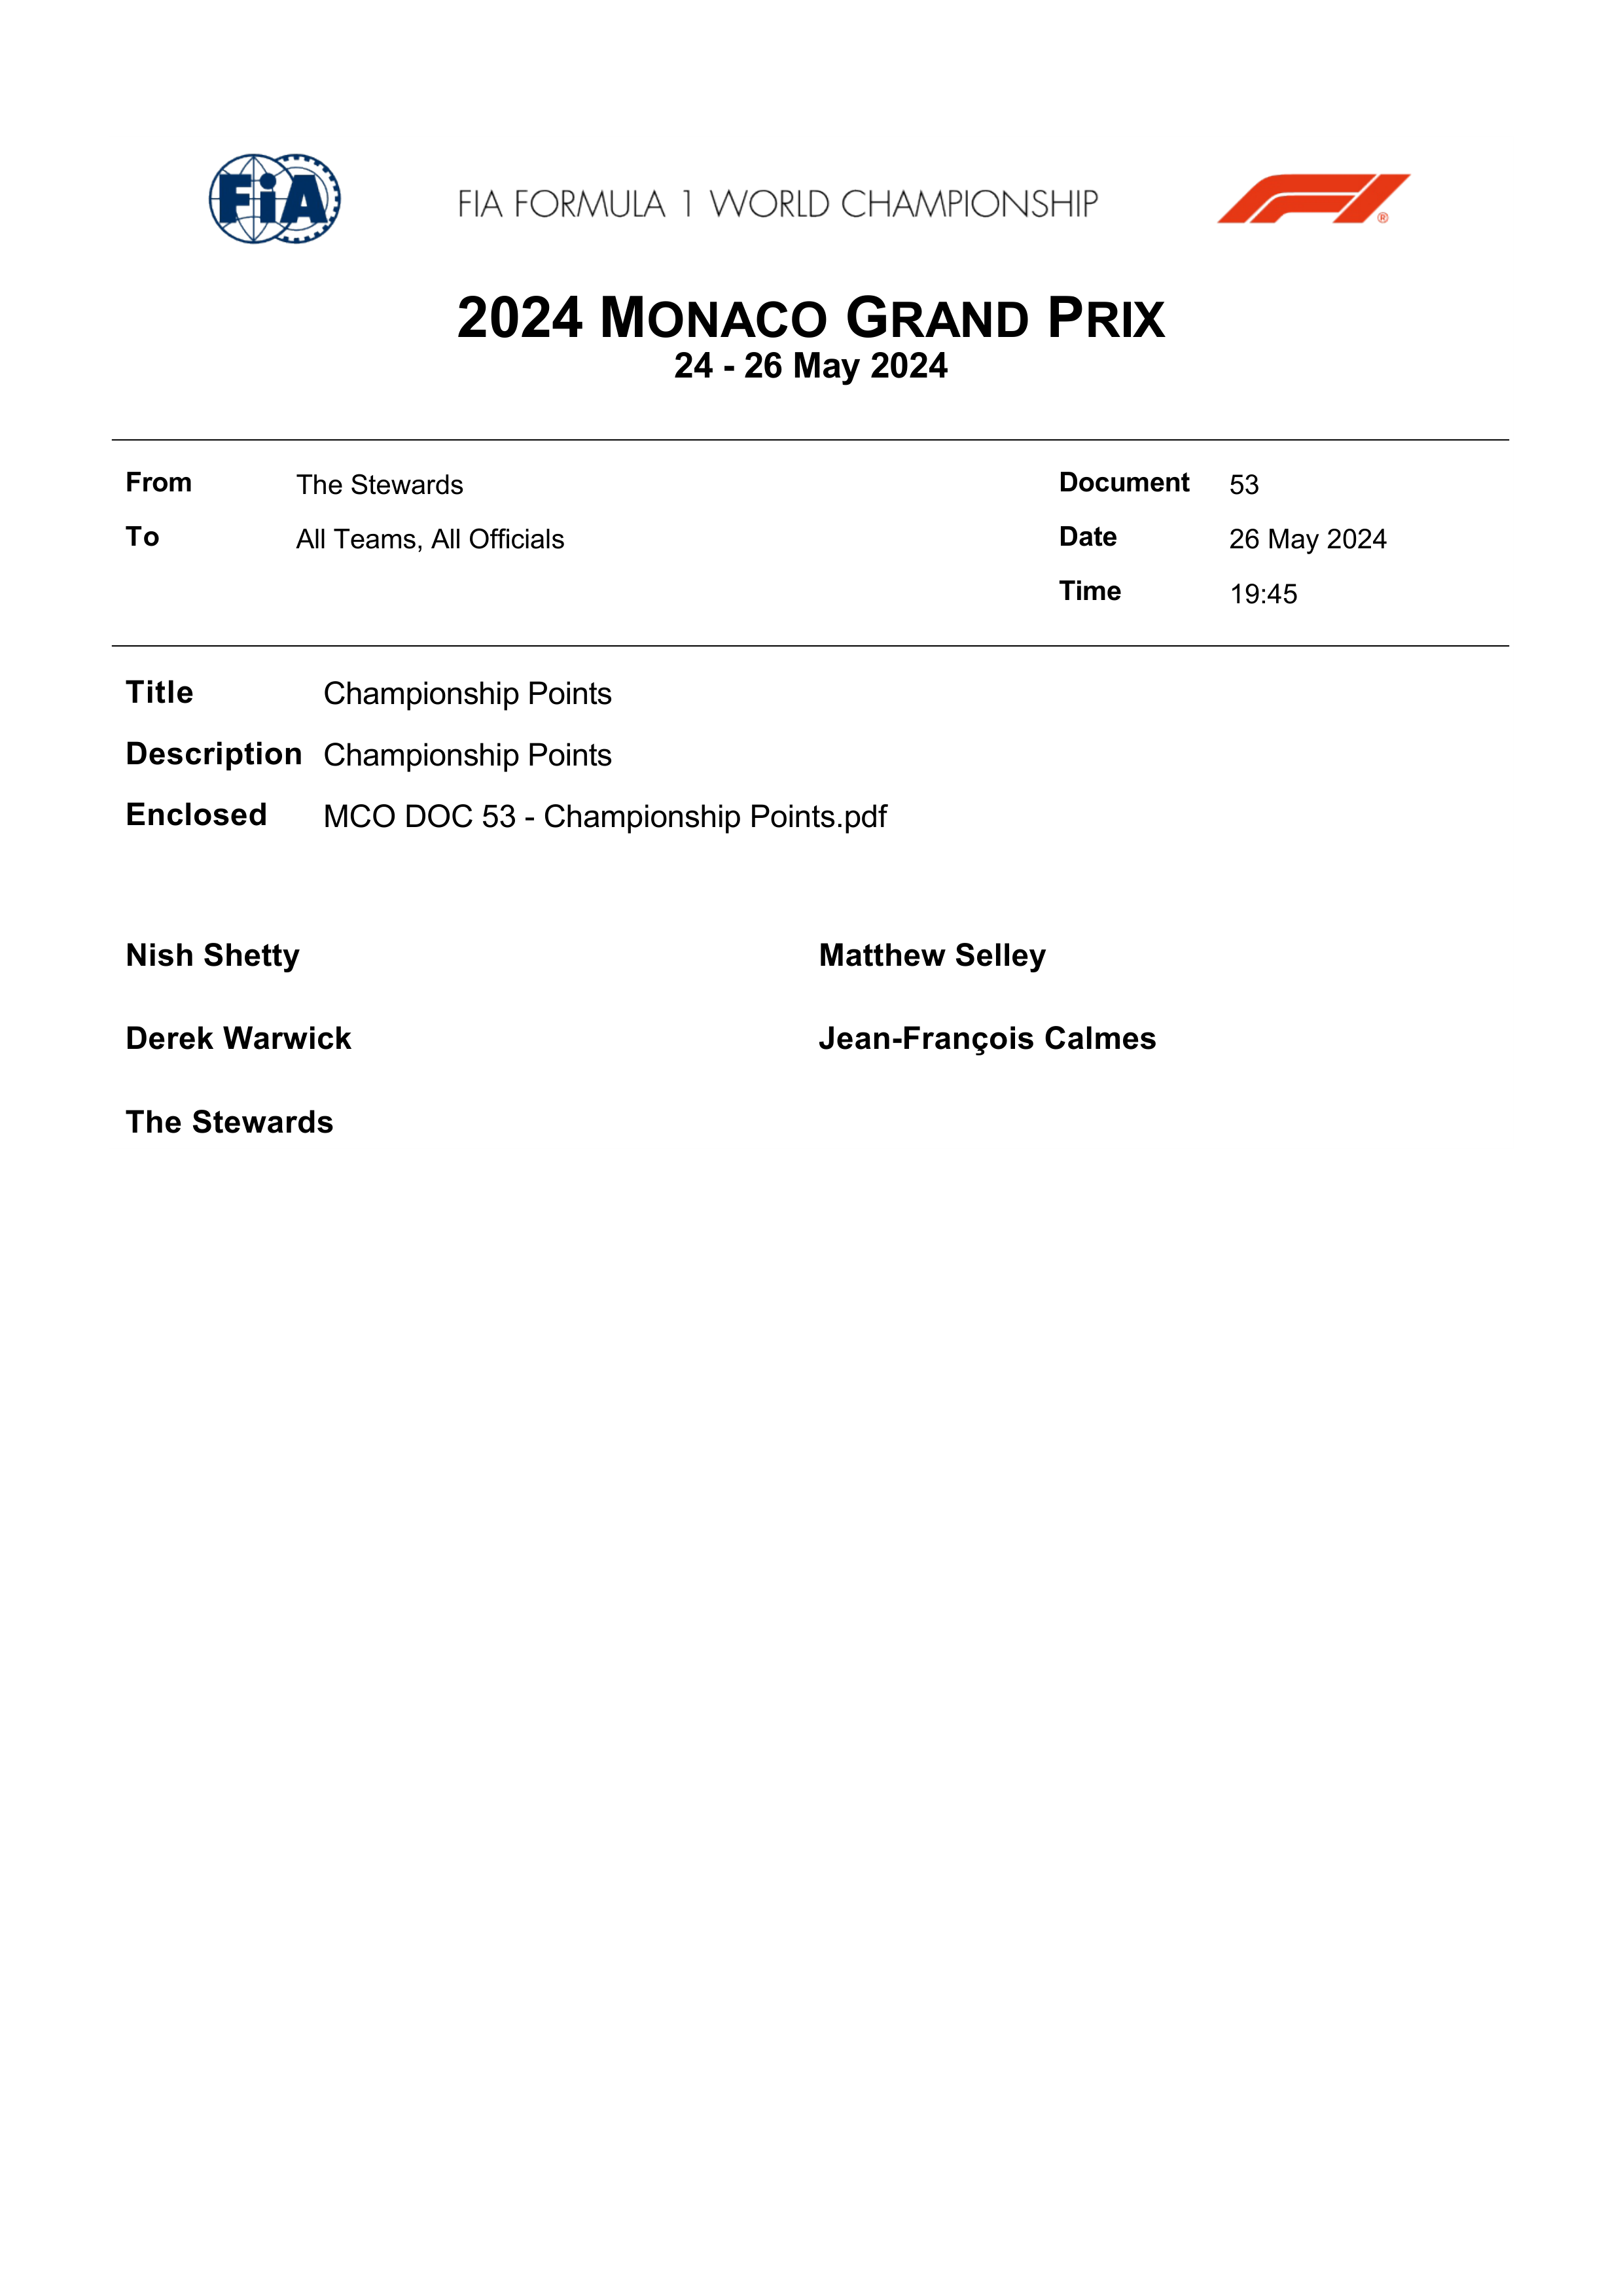 FiA
FIA FORMULA 1 WORLD CHAMPIONSHIP
F1®
2024 MONACO GRAND PRIX
24 - 26 May 2024
From The Stewards Document 53
To All Teams, All Officials Date 26 May 2024
Time 19:45
Title Championship Points
Description Championship Points
Enclosed MCO DOC 53 - Championship Points.pdf
Nish Shetty Matthew Selley
Derek Warwick Jean-François Calmes
The Stewards